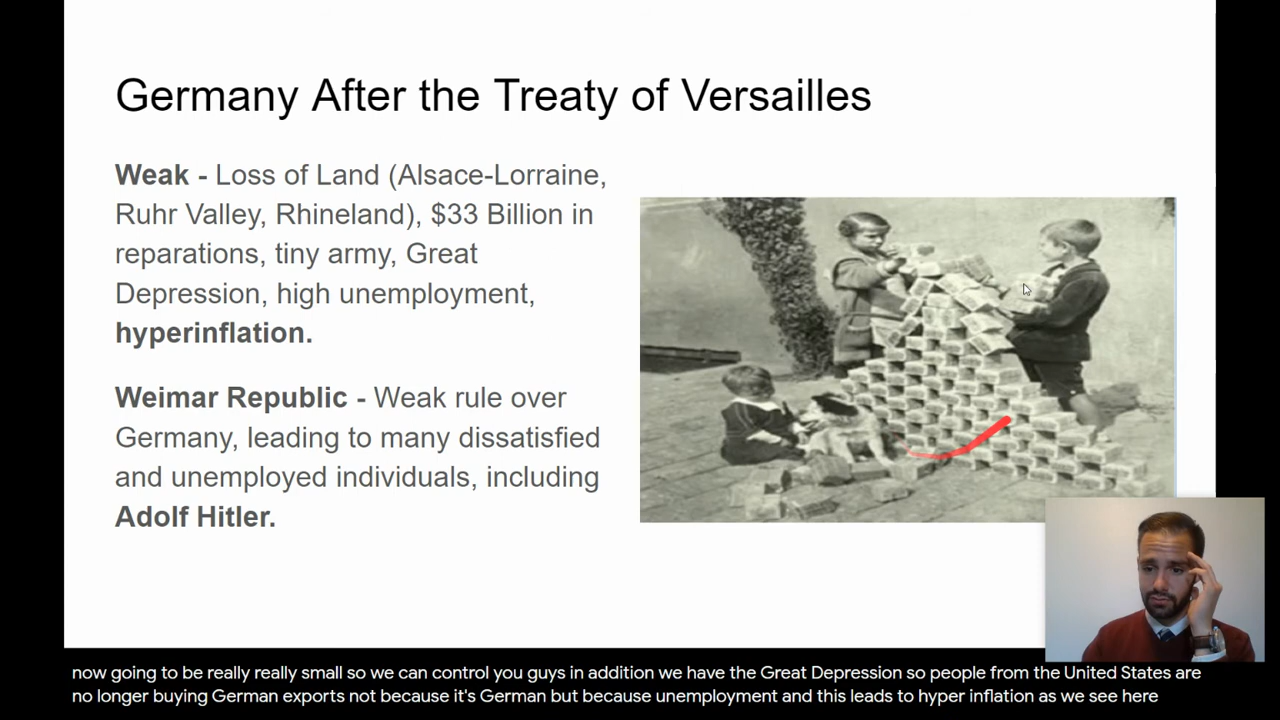 Germany After the Treaty of Versailles
Weak - Loss of Land (Alsace-Lorraine,
Ruhr Valley, Rhineland), $33 Billion in
reparations, tiny army, Great
Depression, high unemployment,
hyperinflation.
Weimar Republic - Weak rule over
Germany, leading to many dissatisfied
and unemployed individuals, including
Adolf Hitler.
now going to be really really small so we can control you guys in addition we have the Great Depression so people from the United States are
no longer buying German exports not because it's German but because unemployment and this leads to hyper inflation as we see here